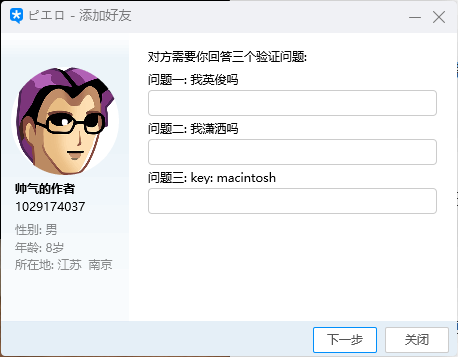 ピエロ - 添加好友
对方需要你回答三个验证问题:
问题一: 我英俊吗
问题二: 我潇洒吗
问题三: key: macintosh
帅气的作者
1029174037
性别: 男
年龄: 8岁
所在地: 江苏 南京
下一步
关闭